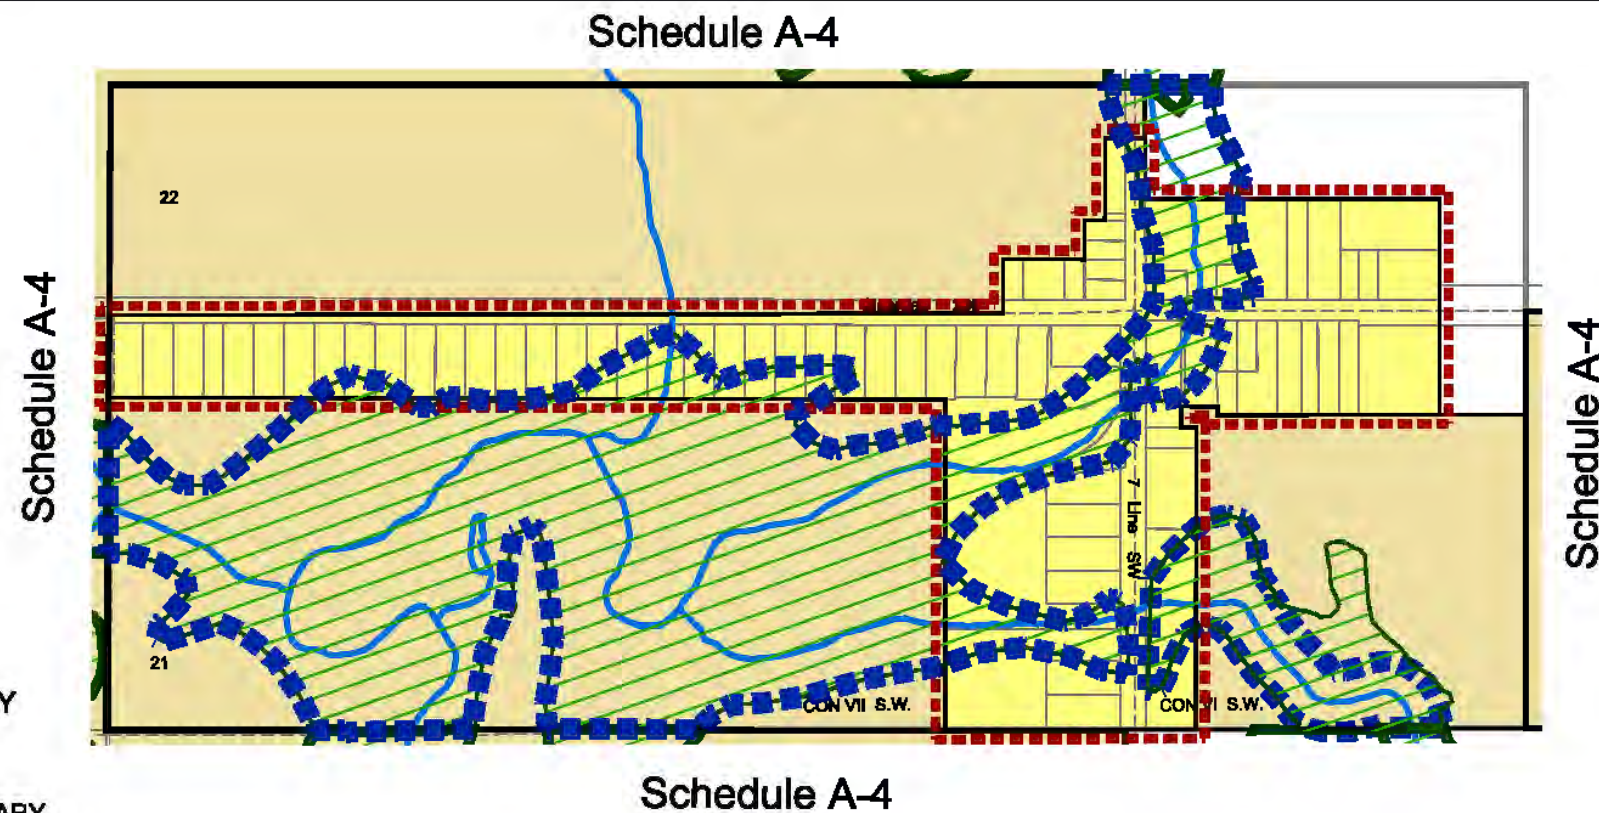 Schedule A-4
22
Schedule A-4
Schedule A-4
7 Line SW
21
Y
CON VII S.W.
CON VI S.W.
Schedule A-4